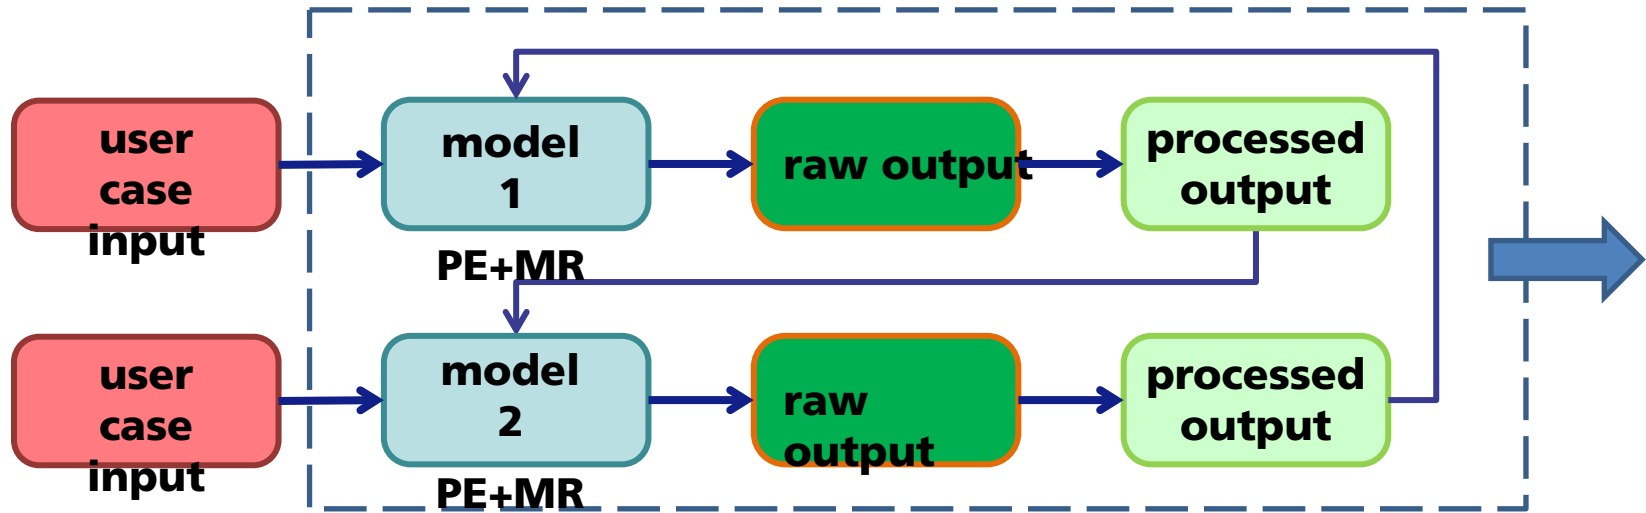 user
case
input
model
1
PE+MR
raw output
processed
output
user
case
input
model
2
PE+MR
raw
output
processed
output